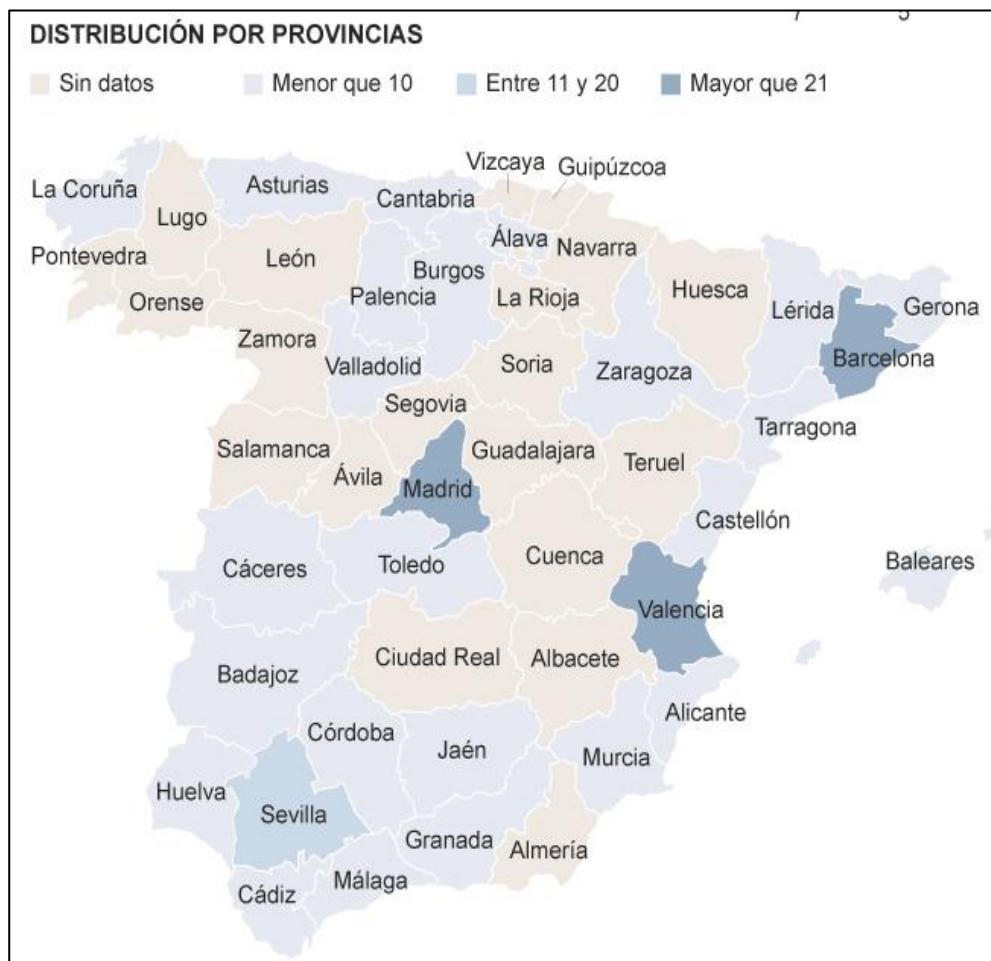 7 5
DISTRIBUCIÓN POR PROVINCIAS
Sin datos Menor que 10 Entre 11 y 20 Mayor que 21
Vizcaya
Guipúzcoa
La Coruña
Asturias
Cantabria
Lugo
Álava
Navarra
Pontevedra
León
Burgos
Huesca
Orense
Palencia
La Rioja
Lérida
Gerona
Zamora
Valladolid
Soria
Zaragoza
Barcelona
Segovia
Tarragona
Salamanca
Guadalajara
Teruel
Ávila
Madrid
Castellón
Cáceres
Toledo
Cuenca
Baleares
Valencia
Badajoz
Ciudad Real
Albacete
Alicante
Córdoba
Jaén
Murcia
Huelva
Sevilla
Granada
Almería
Cádiz
Málaga